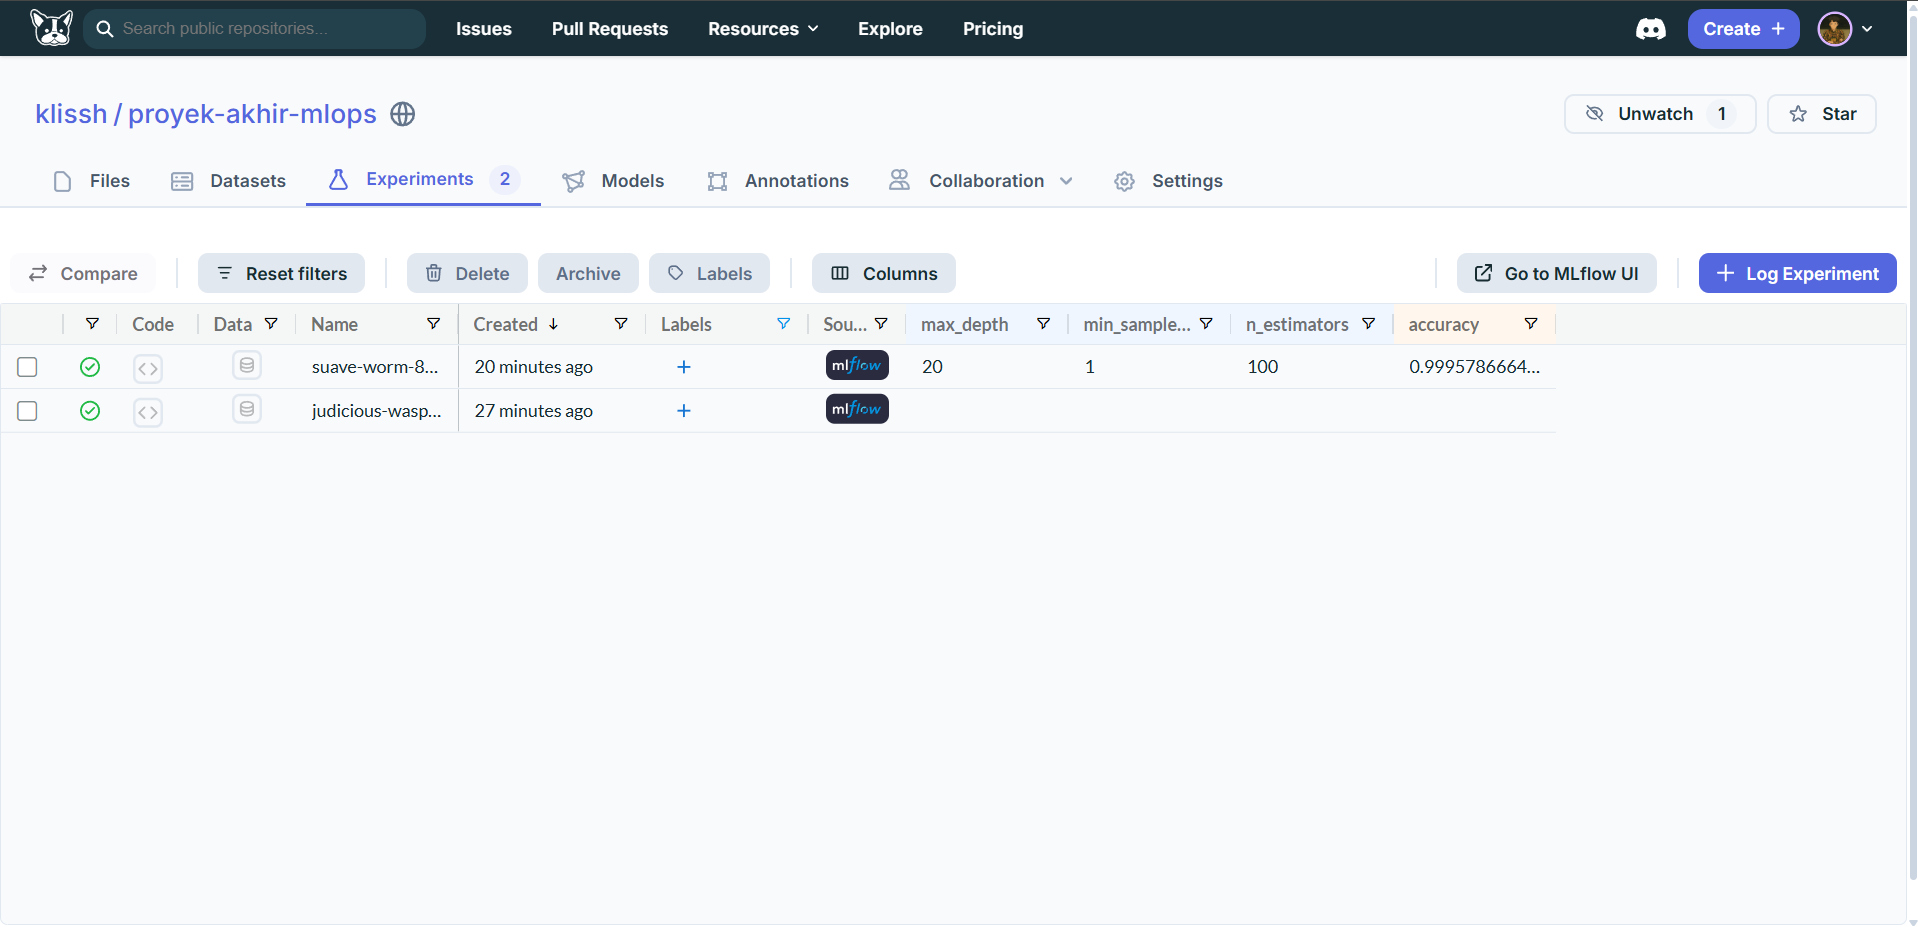 Search public repositories...
Issues
Pull Requests
Resources
Explore
Pricing
Create +
klissh / proyek-akhir-mlops
Unwatch 1
Star
Files
Datasets
Experiments 2
Models
Annotations
Collaboration
Settings
Compare
Reset filters
Delete
Archive
Labels
Columns
Go to MLflow UI
+ Log Experiment
Code Data Name Created ↓ Labels Sou... max_depth min_sample... n_estimators accuracy
suave-worm-8... 20 minutes ago + mlflow 20 1 100 0.9995786664...
judicious-wasp... 27 minutes ago + mlflow